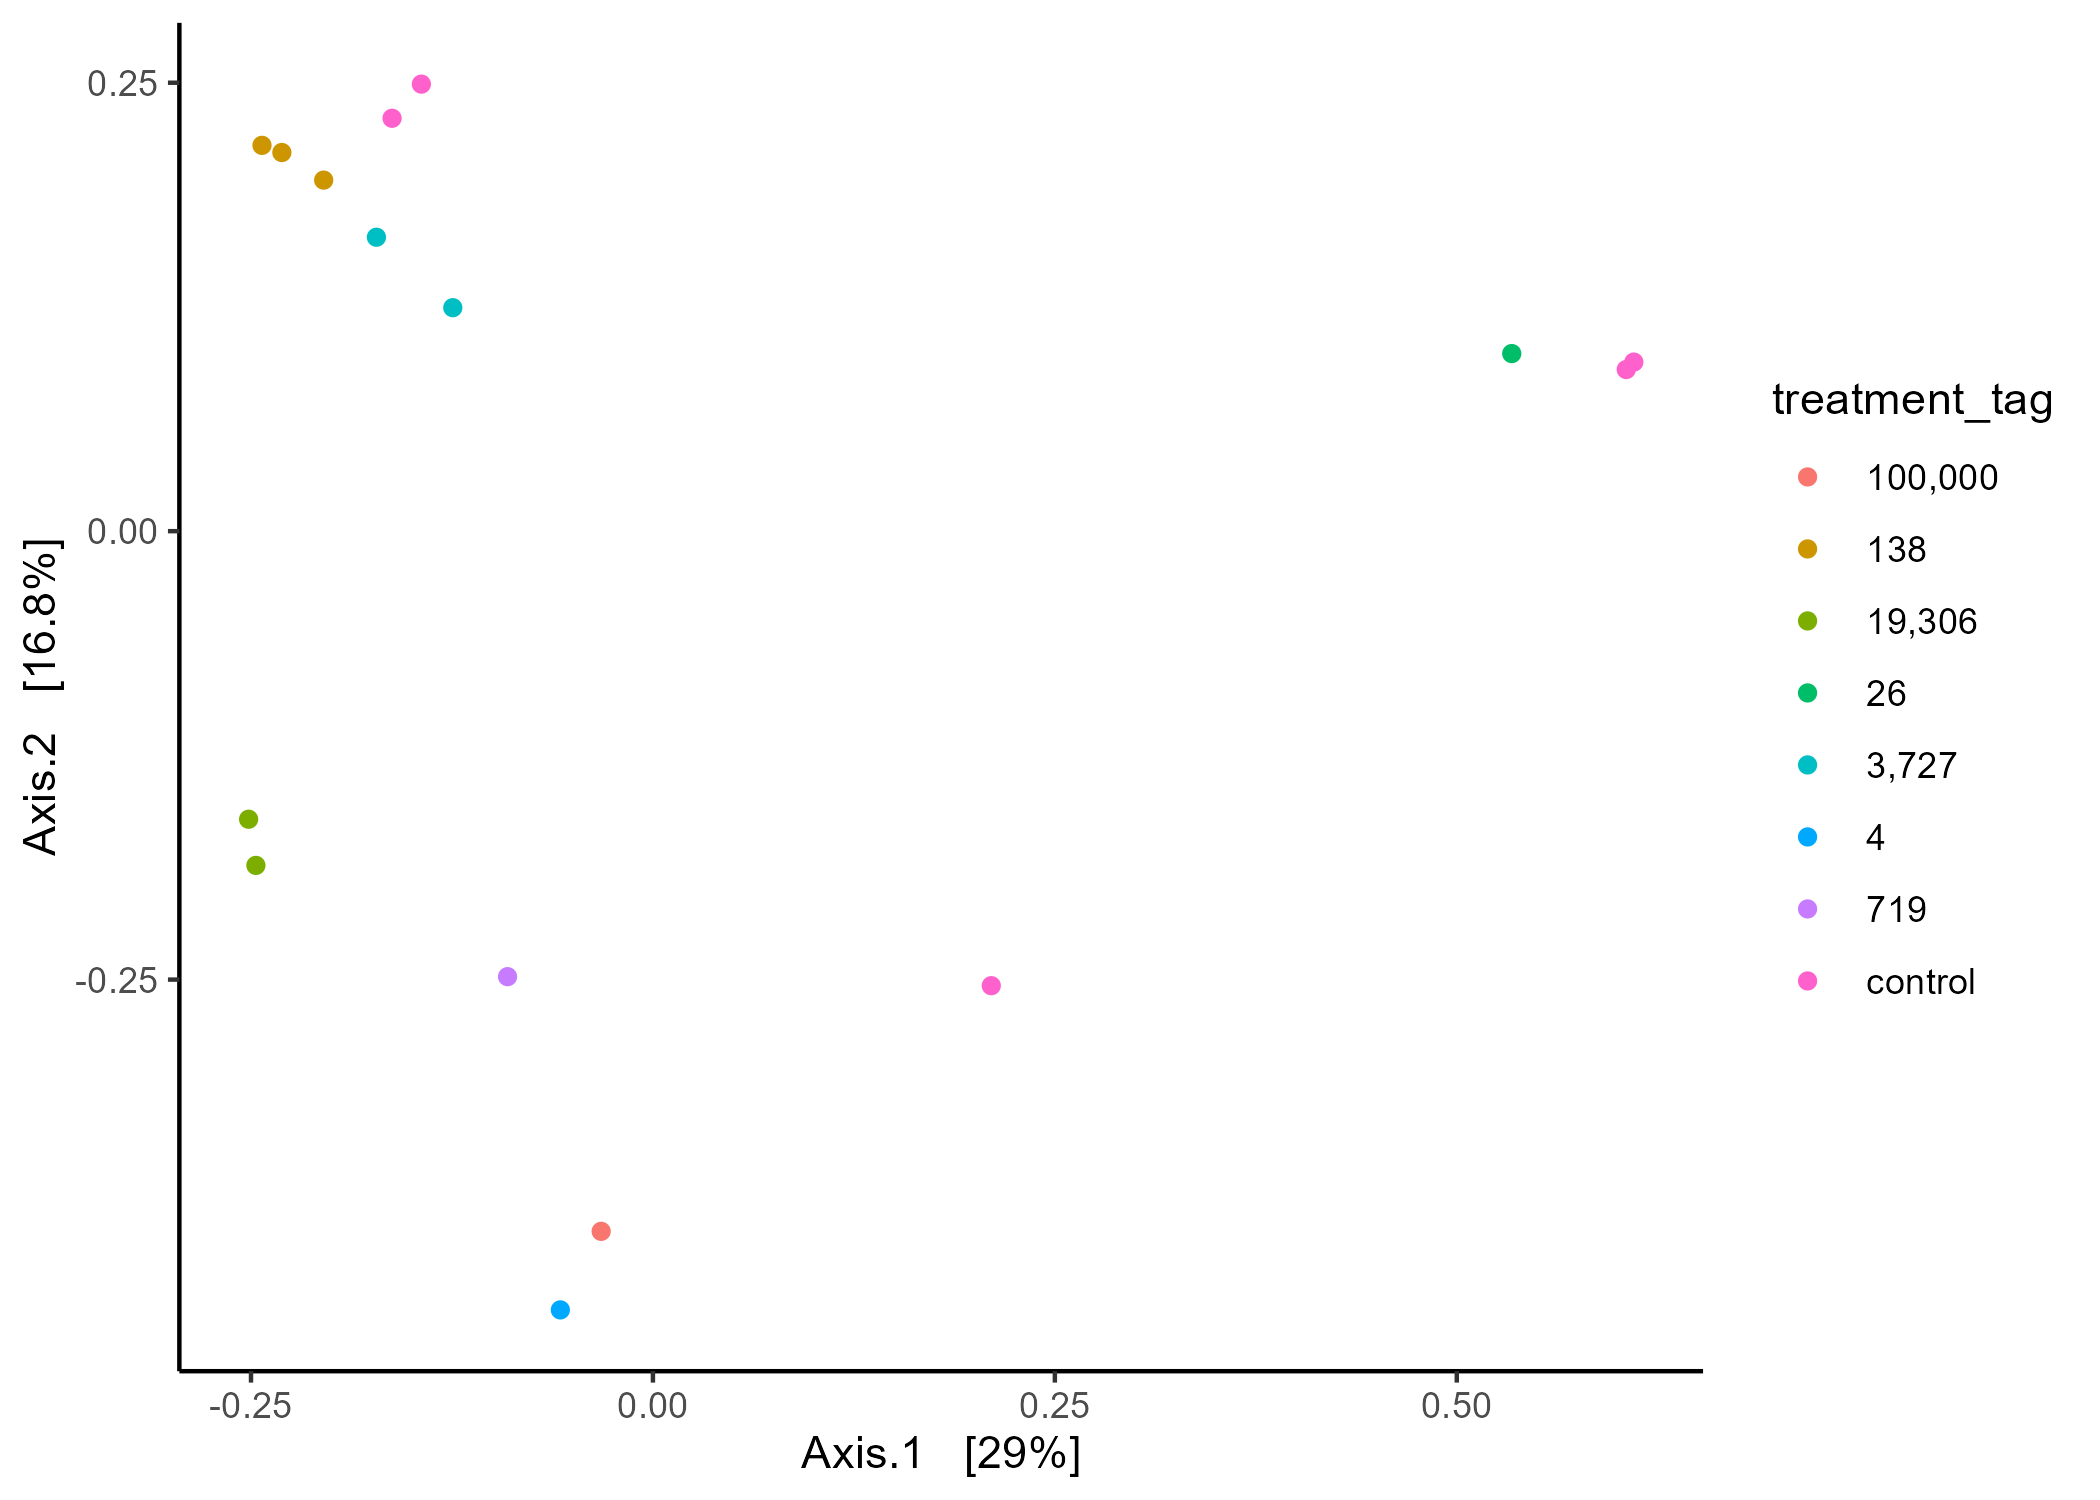 0.25
0.00
-0.25
Axis.2 [16.8%]
-0.25 0.00 0.25 0.50
Axis.1 [29%]
treatment_tag
100,000
138
19,306
26
3,727
4
719
control